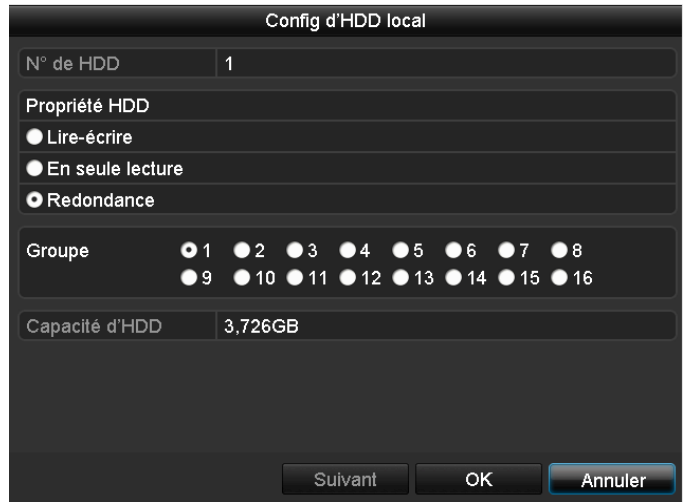 Config d'HDD local
N° de HDD 1
Propriété HDD
Lire-écrire
En seule lecture
Redondance
Groupe 1 2 3 4 5 6 7 8
9 10 11 12 13 14 15 16
Capacité d'HDD 3,726GB
Suivant OK Annuler